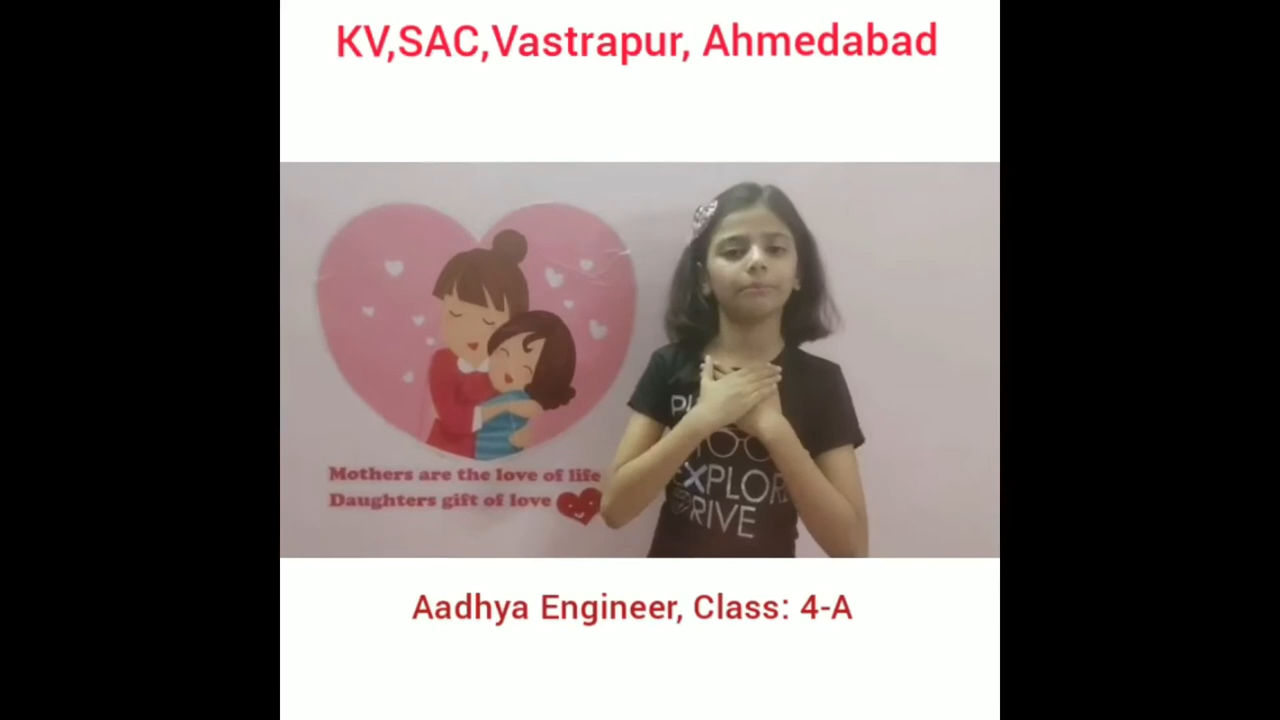 KV,SAC,Vastrapur, Ahmedabad
Mothers are the love of life
Daughters gift of love
RIVE
Aadhya Engineer, Class: 4-A